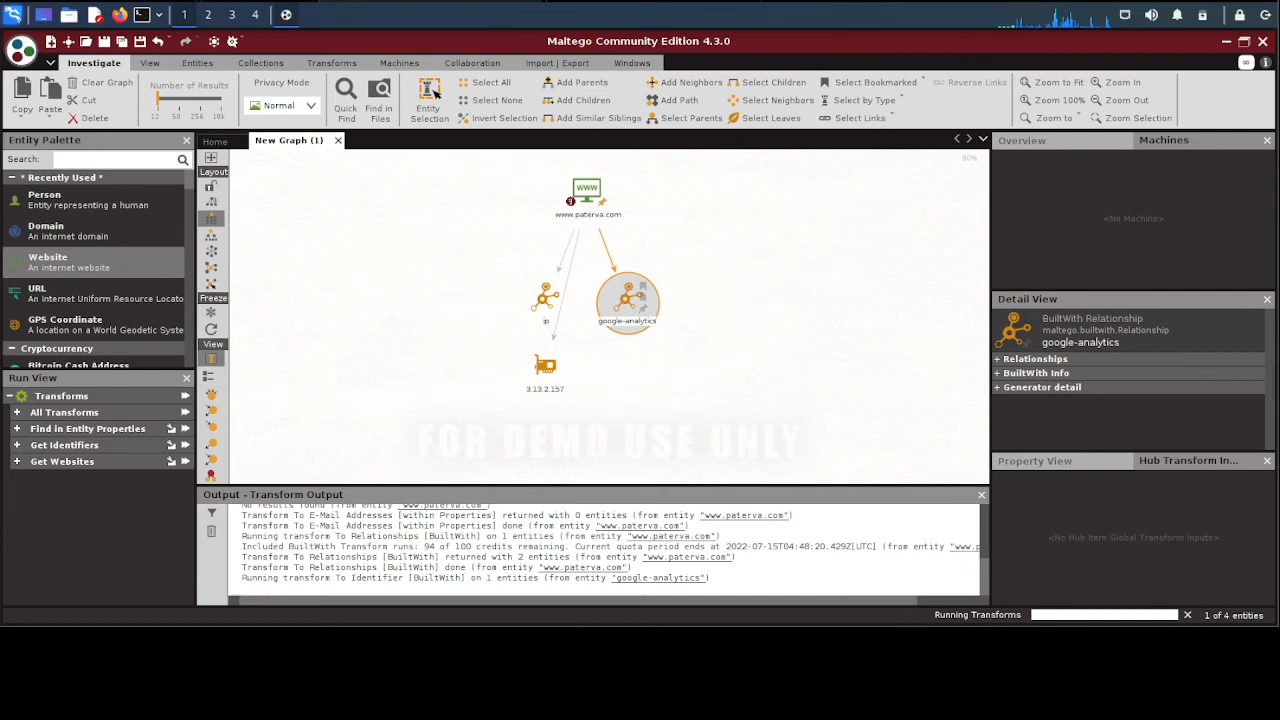 1 2 3 4
Maltego Community Edition 4.3.0
Investigate View Entities Collections Transforms Machines Collaboration Import | Export Windows
Copy Paste Clear Graph Cut Delete
Number of Results 12 50 256 10k
Privacy Mode Normal
Quick Find Find in Files
Entity Selection
Select All Select None Invert Selection
Add Parents Add Children Add Similar Siblings
Add Neighbors Add Path Select Parents
Select Children Select Neighbors Select Leaves
Select Bookmarked Select by Type Select Links
Reverse Links
Zoom to Fit Zoom 100% Zoom to
Zoom In Zoom Out Zoom Selection
Entity Palette
Search:
* Recently Used *
Person
Entity representing a human
Domain
An internet domain
Website
An internet website
URL
An internet Uniform Resource Locato
GPS Coordinate
A location on a World Geodetic Syste
Cryptocurrency
Bitcoin Cash Address
Run View
Transforms
All Transforms
Find in Entity Properties
Get Identifiers
Get Websites
Home New Graph (1)
Layout
Freeze
View
80%
www
www.paterva.com
ip
google-analytics
3.13.2.157
FOR DEMO USE ONLY
Output - Transform Output
No results found (from entity "www.paterva.com")
Transform To E-Mail Addresses [within Properties] returned with 0 entities (from entity "www.paterva.com")
Transform To E-Mail Addresses [within Properties] done (from entity "www.paterva.com")
Running transform To Relationships [BuiltWith] on 1 entities (from entity "www.paterva.com")
Included BuiltWith Transform runs: 94 of 100 credits remaining. Current quota period ends at 2022-07-15T04:48:20.429Z[UTC] (from entity "www.p
Transform To Relationships [BuiltWith] returned with 2 entities (from entity "www.paterva.com")
Transform To Relationships [BuiltWith] done (from entity "www.paterva.com")
Running transform To Identifier [BuiltWith] on 1 entities (from entity "google-analytics")
Overview Machines
<No Machine>
Detail View
BuiltWith Relationship
maltego.builtwith.Relationship
google-analytics
Relationships
BuiltWith Info
Generator detail
Property View Hub Transform In...
<No Hub Item Global Transform Inputs>
Running Transforms 1 of 4 entities